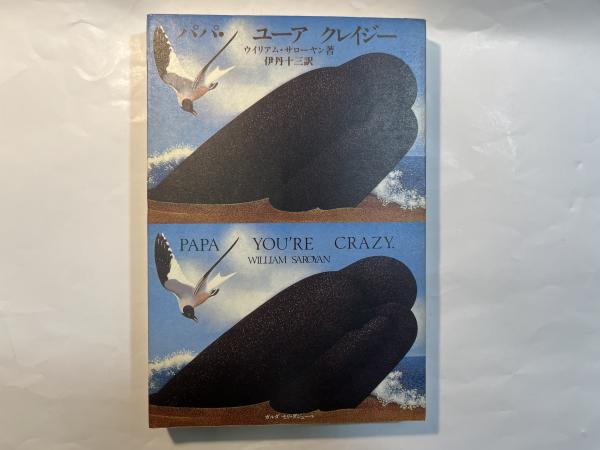 パパ・ ユーア クレイジー
ウイリアム・サローヤン著
伊丹十三訳
PAPA YOU'RE CRAZY.
WILLIAM SAROYAN